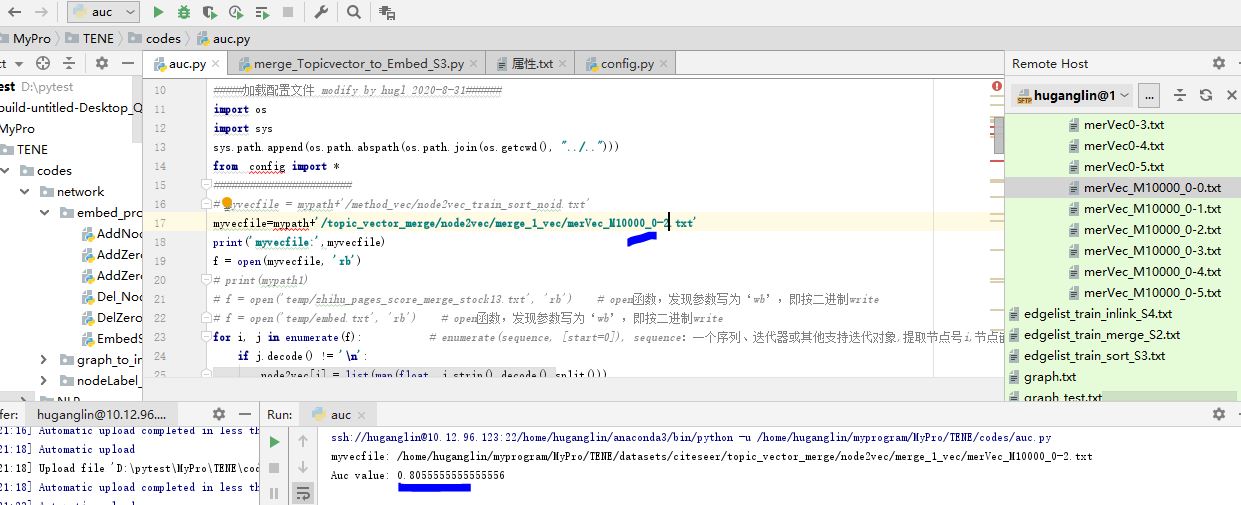 auc
MyPro TENE codes auc.py
ct
auc.py merge_Topicvector_to_Embed_S3.py 属性.txt config.py
Remote Host
est D:\pytest
build-untitled-Desktop_Q
MyPro
TENE
codes
network
embed_pro
AddNod
AddZero
AddZero
Del_Nod
DelZero
EmbedS
graph_to_in
nodeLabel_
10 #####加载配置文件 modify by hugl 2020-8-31######
11 import os
12 import sys
13 sys.path.append(os.path.abspath(os.path.join(os.getcwd(), "../..")))
14 from config import *
15 ########################
16 # myvecfile = mypath+'/method_vec/node2vec_train_sort_noid.txt'
17 myvecfile=mypath+'/topic_vector_merge/node2vec/merge_1_vec/merVec_M10000_0-2.txt'
18 print('myvecfile:',myvecfile)
19 f = open(myvecfile, 'rb')
20 # print(mypath1)
21 # f = open('temp/zhihu_pages_score_merge_stock13.txt', 'rb') # open函数，发现参数写为‘wb’，即按二进制write
22 # f = open('temp/embed.txt', 'rb') # open函数，发现参数写为‘wb’，即按二进制write
23 for i, j in enumerate(f): # enumerate(sequence, [start=0]), sequence：一个序列、迭代器或其他支持迭代对象,提取节点号i,节点
24 if j.decode() != '\n':
25 node2vec[i] = list(map(float, j.strip().decode().split()))
huganglin@1 ...
merVec0-3.txt
merVec0-4.txt
merVec0-5.txt
merVec_M10000_0-0.txt
merVec_M10000_0-1.txt
merVec_M10000_0-2.txt
merVec_M10000_0-3.txt
merVec_M10000_0-4.txt
merVec_M10000_0-5.txt
edgelist_train_inlink_S4.txt
edgelist_train_merge_S2.txt
edgelist_train_sort_S3.txt
graph.txt
graph_test.txt
fer: huganglin@10.12.96....
21:16] Automatic upload completed in less th
21:18] Automatic upload
21:18] Upload file 'D:\pytest\MyPro\TENE\cod
21:18] Automatic upload completed in less th
Run: auc
ssh://huganglin@10.12.96.123:22/home/huganglin/anaconda3/bin/python -u /home/huganglin/myprogram/MyPro/TENE/codes/auc.py
myvecfile: /home/huganglin/myprogram/MyPro/TENE/datasets/citeseer/topic_vector_merge/node2vec/merge_1_vec/merVec_M10000_0-2.txt
Auc value: 0.8055555555555556